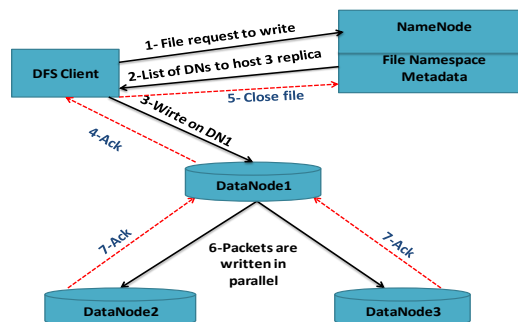 1- File request to write
NameNode
2-List of DNs to host 3 replica
File Namespace
Metadata
DFS Client
5- Close file
3-Wirte on DN1
4-Ack
DataNode1
7-Ack
6-Packets are
written in
parallel
7-Ack
DataNode2
DataNode3